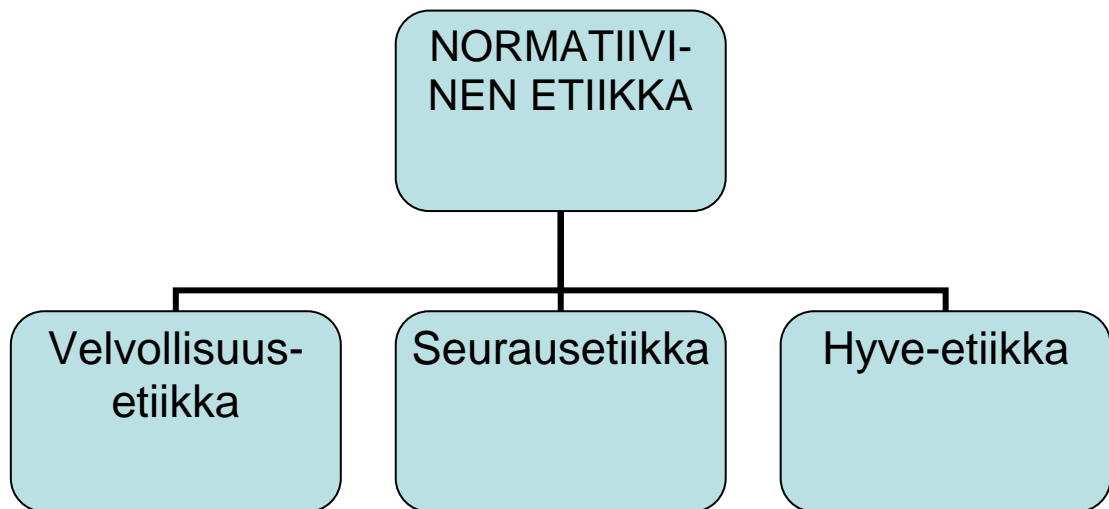 NORMATIIVI-
NEN ETIIKKA
Velvollisuus-
etiikka
Seurausetiikka
Hyve-etiikka